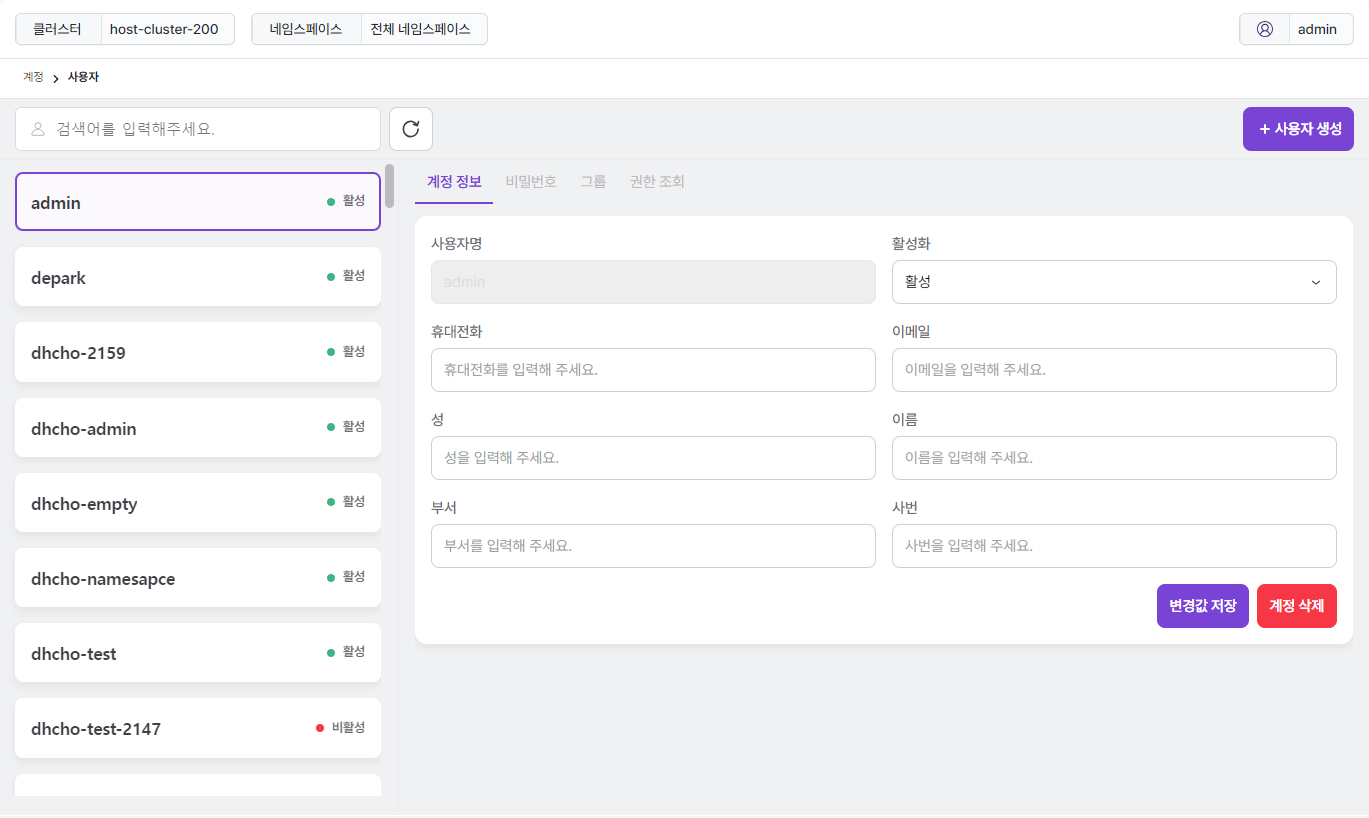 클러스터 host-cluster-200 네임스페이스 전체 네임스페이스 admin
계정 > 사용자
검색어를 입력해주세요. + 사용자 생성
admin 활성
depark 활성
dhcho-2159 활성
dhcho-admin 활성
dhcho-empty 활성
dhcho-namesapce 활성
dhcho-test 활성
dhcho-test-2147 비활성
계정 정보 비밀번호 그룹 권한 조회
사용자명 활성화
admin 활성
휴대전화 이메일
휴대전화를 입력해 주세요. 이메일을 입력해 주세요.
성 이름
성을 입력해 주세요. 이름을 입력해 주세요.
부서 사번
부서를 입력해 주세요. 사번을 입력해 주세요.
변경값 저장 계정 삭제